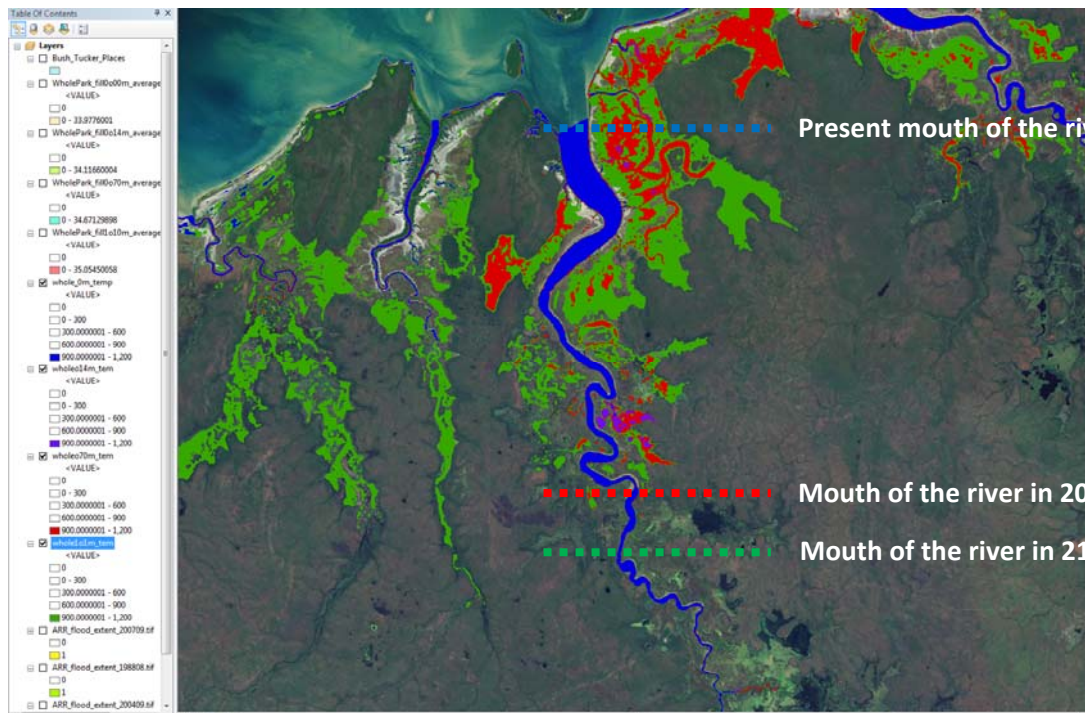 Table Of Contents
Layers
Bush_Tucker_Places
WholePark_fill0o00m_average
<VALUE>
0
0 - 33.9776001
WholePark_fill0o14m_average
<VALUE>
0
0 - 34.11660004
WholePark_fill0o70m_average
<VALUE>
0
0 - 34.67129898
WholePark_fill1o10m_average
<VALUE>
0
0 - 35.05450058
whole_0m_temp
<VALUE>
0
0 - 300
300.0000001 - 600
600.0000001 - 900
900.0000001 - 1,200
wholeo14m_tem
<VALUE>
0
0 - 300
300.0000001 - 600
600.0000001 - 900
900.0000001 - 1,200
wholeo70m_tem
<VALUE>
0
0 - 300
300.0000001 - 600
600.0000001 - 900
900.0000001 - 1,200
whole1o1m_tem
<VALUE>
0
0 - 300
300.0000001 - 600
600.0000001 - 900
900.0000001 - 1,200
ARR_flood_extent_200709.tif
0
1
ARR_flood_extent_198808.tif
0
1
ARR_flood_extent_200409.tif
Present mouth of the riv
Mouth of the river in 20
Mouth of the river in 21